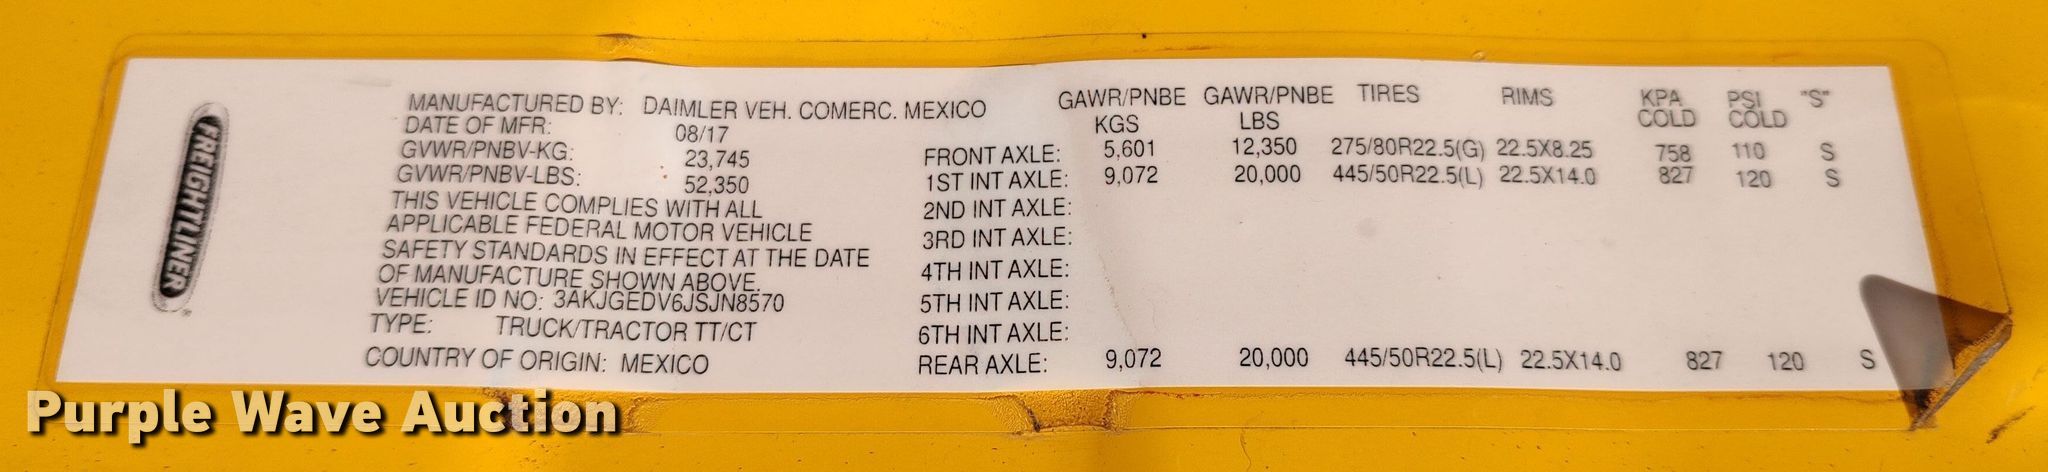 FREIGHTLINER
MANUFACTURED BY: DAIMLER VEH. COMERC. MEXICO
DATE OF MFR: 08/17
GVWR/PNBV-KG: 23,745
GVWR/PNBV-LBS: 52,350
THIS VEHICLE COMPLIES WITH ALL
APPLICABLE FEDERAL MOTOR VEHICLE
SAFETY STANDARDS IN EFFECT AT THE DATE
OF MANUFACTURE SHOWN ABOVE.
VEHICLE ID NO: 3AKJGEDV6JSJN8570
TYPE: TRUCK/TRACTOR TT/CT
COUNTRY OF ORIGIN: MEXICO
GAWR/PNBE GAWR/PNBE TIRES RIMS KPA PSI "S"
KGS LBS COLD COLD
FRONT AXLE: 5,601 12,350 275/80R22.5(G) 22.5X8.25 758 110 S
1ST INT AXLE: 9,072 20,000 445/50R22.5(L) 22.5X14.0 827 120 S
2ND INT AXLE:
3RD INT AXLE:
4TH INT AXLE:
5TH INT AXLE:
6TH INT AXLE:
REAR AXLE: 9,072 20,000 445/50R22.5(L) 22.5X14.0 827 120 S
Purple Wave Auction